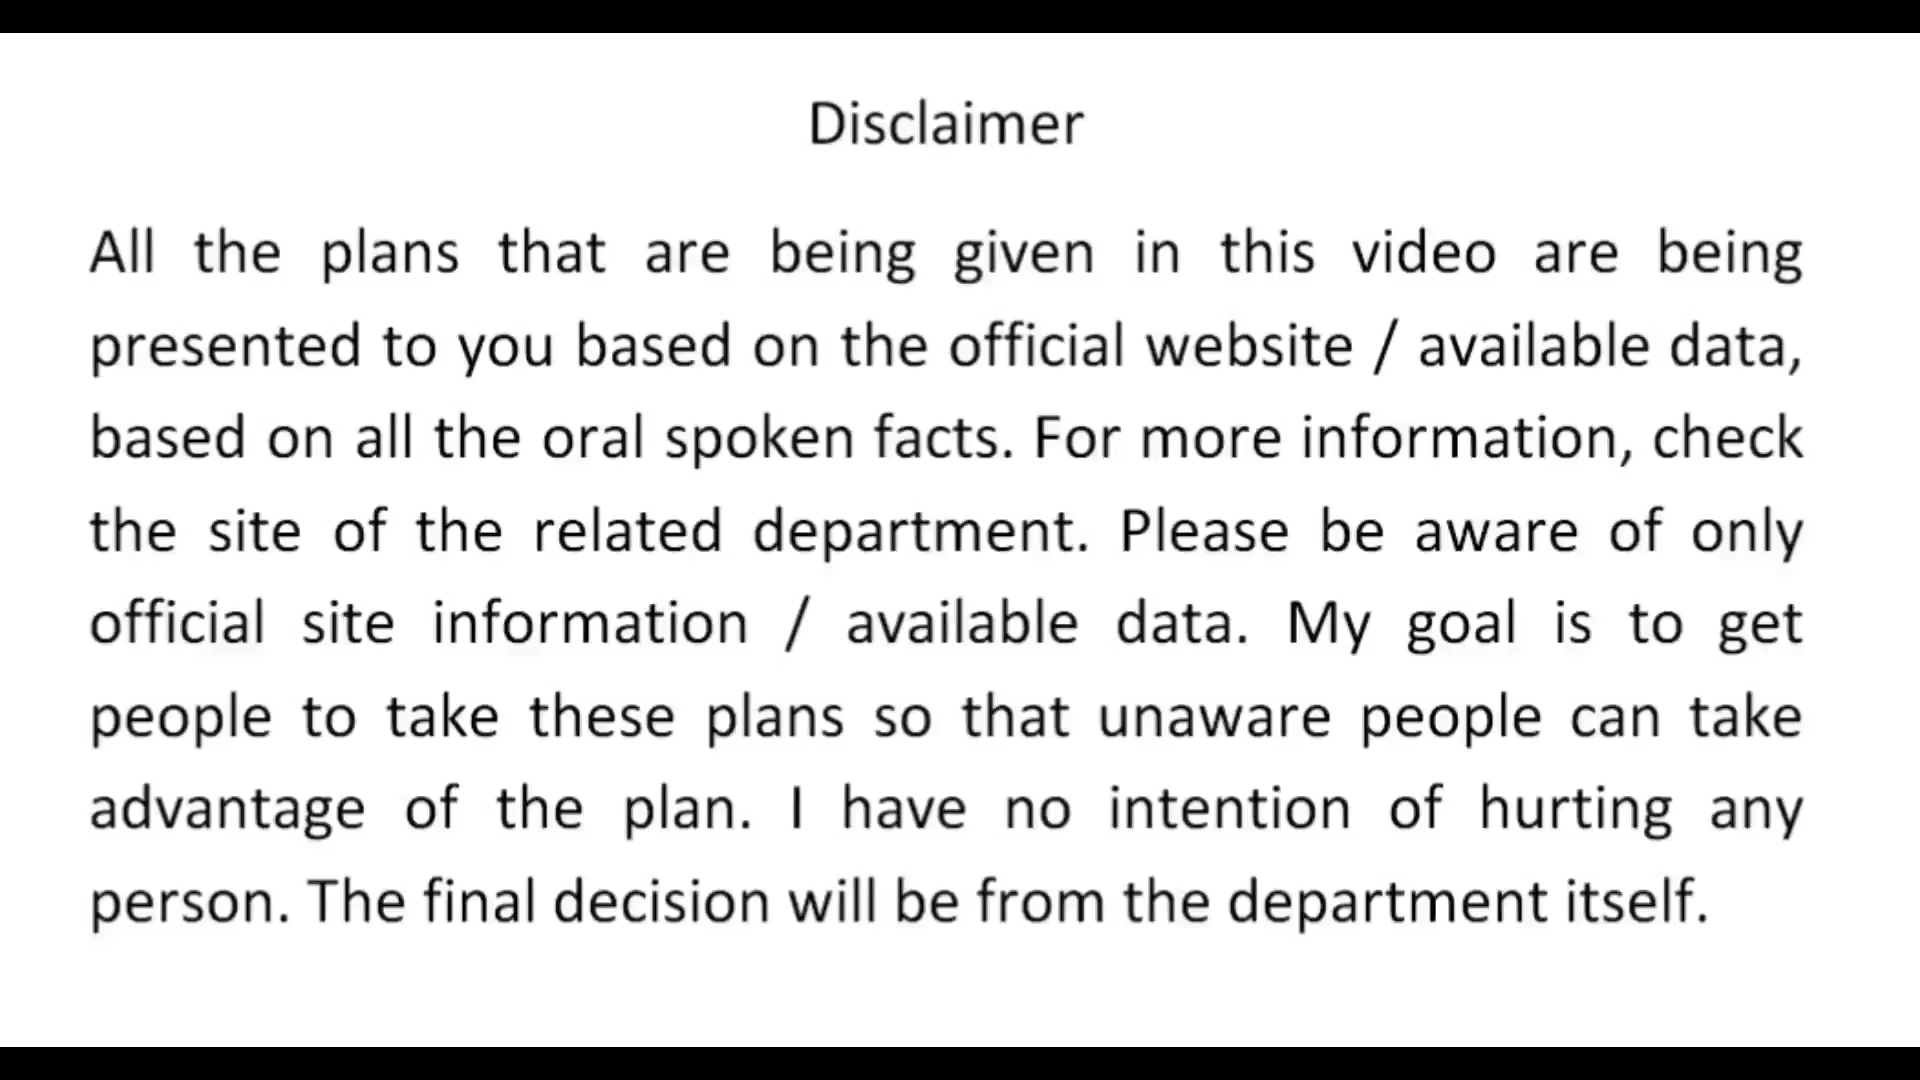 Disclaimer
All the plans that are being given in this video are being
presented to you based on the official website / available data,
based on all the oral spoken facts. For more information, check
the site of the related department. Please be aware of only
official site information / available data. My goal is to get
people to take these plans so that unaware people can take
advantage of the plan. I have no intention of hurting any
person. The final decision will be from the department itself.